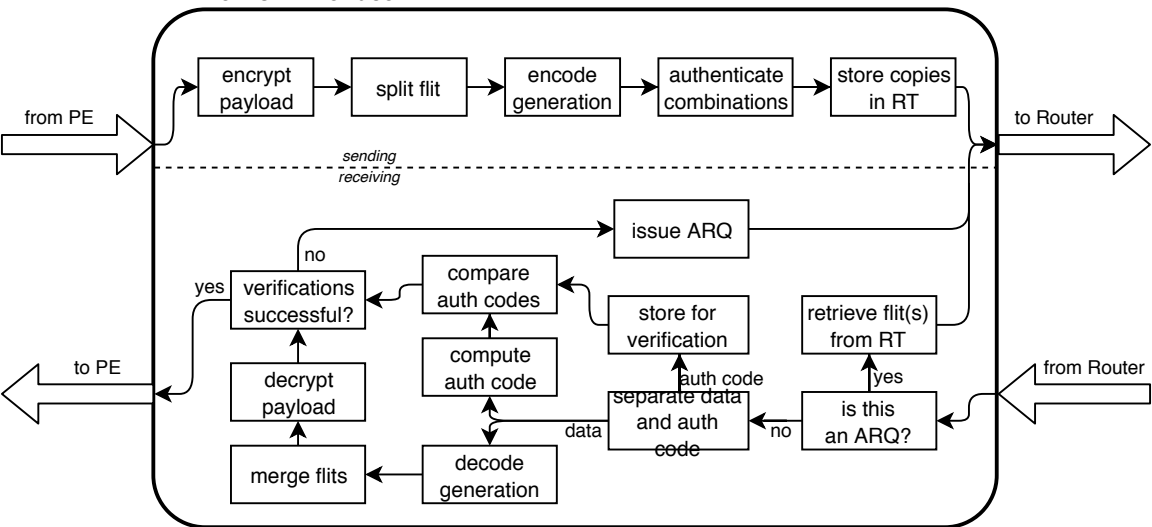 encrypt
payload
split flit
encode
generation
authenticate
combinations
store copies
in RT
from PE
to Router
sending
receiving
issue ARQ
no
yes
verifications
successful?
compare
auth codes
store for
verification
retrieve flit(s)
from RT
to PE
from Router
decrypt
payload
compute
auth code
auth code
yes
separate data
and auth
code
is this
an ARQ?
data
no
merge flits
decode
generation